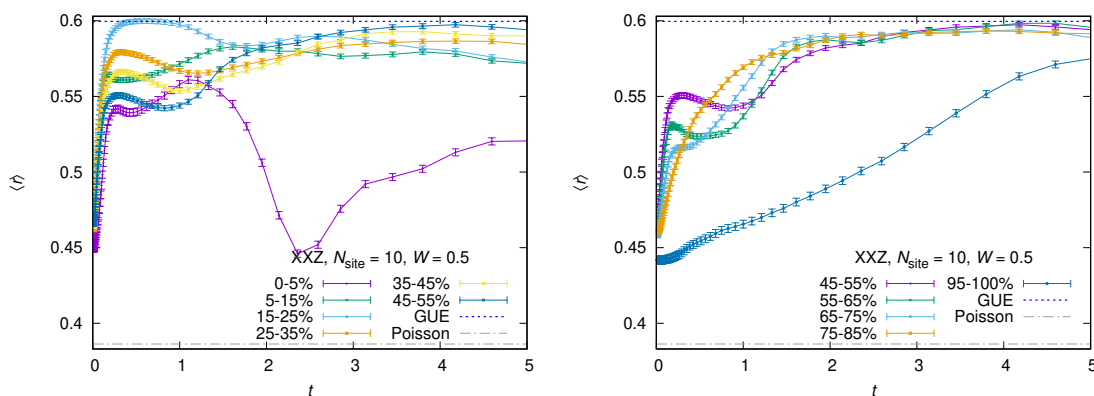 0.6
0.55
0.5
0.45
0.4
⟨r⟩
XXZ, N_site = 10, W = 0.5
0-5% 35-45%
5-15% 45-55%
15-25% GUE
25-35% Poisson
0 1 2 3 4 5
t
0.6
0.55
0.5
0.45
0.4
⟨r⟩
XXZ, N_site = 10, W = 0.5
45-55% 95-100%
55-65% GUE
65-75% Poisson
75-85%
0 1 2 3 4 5
t